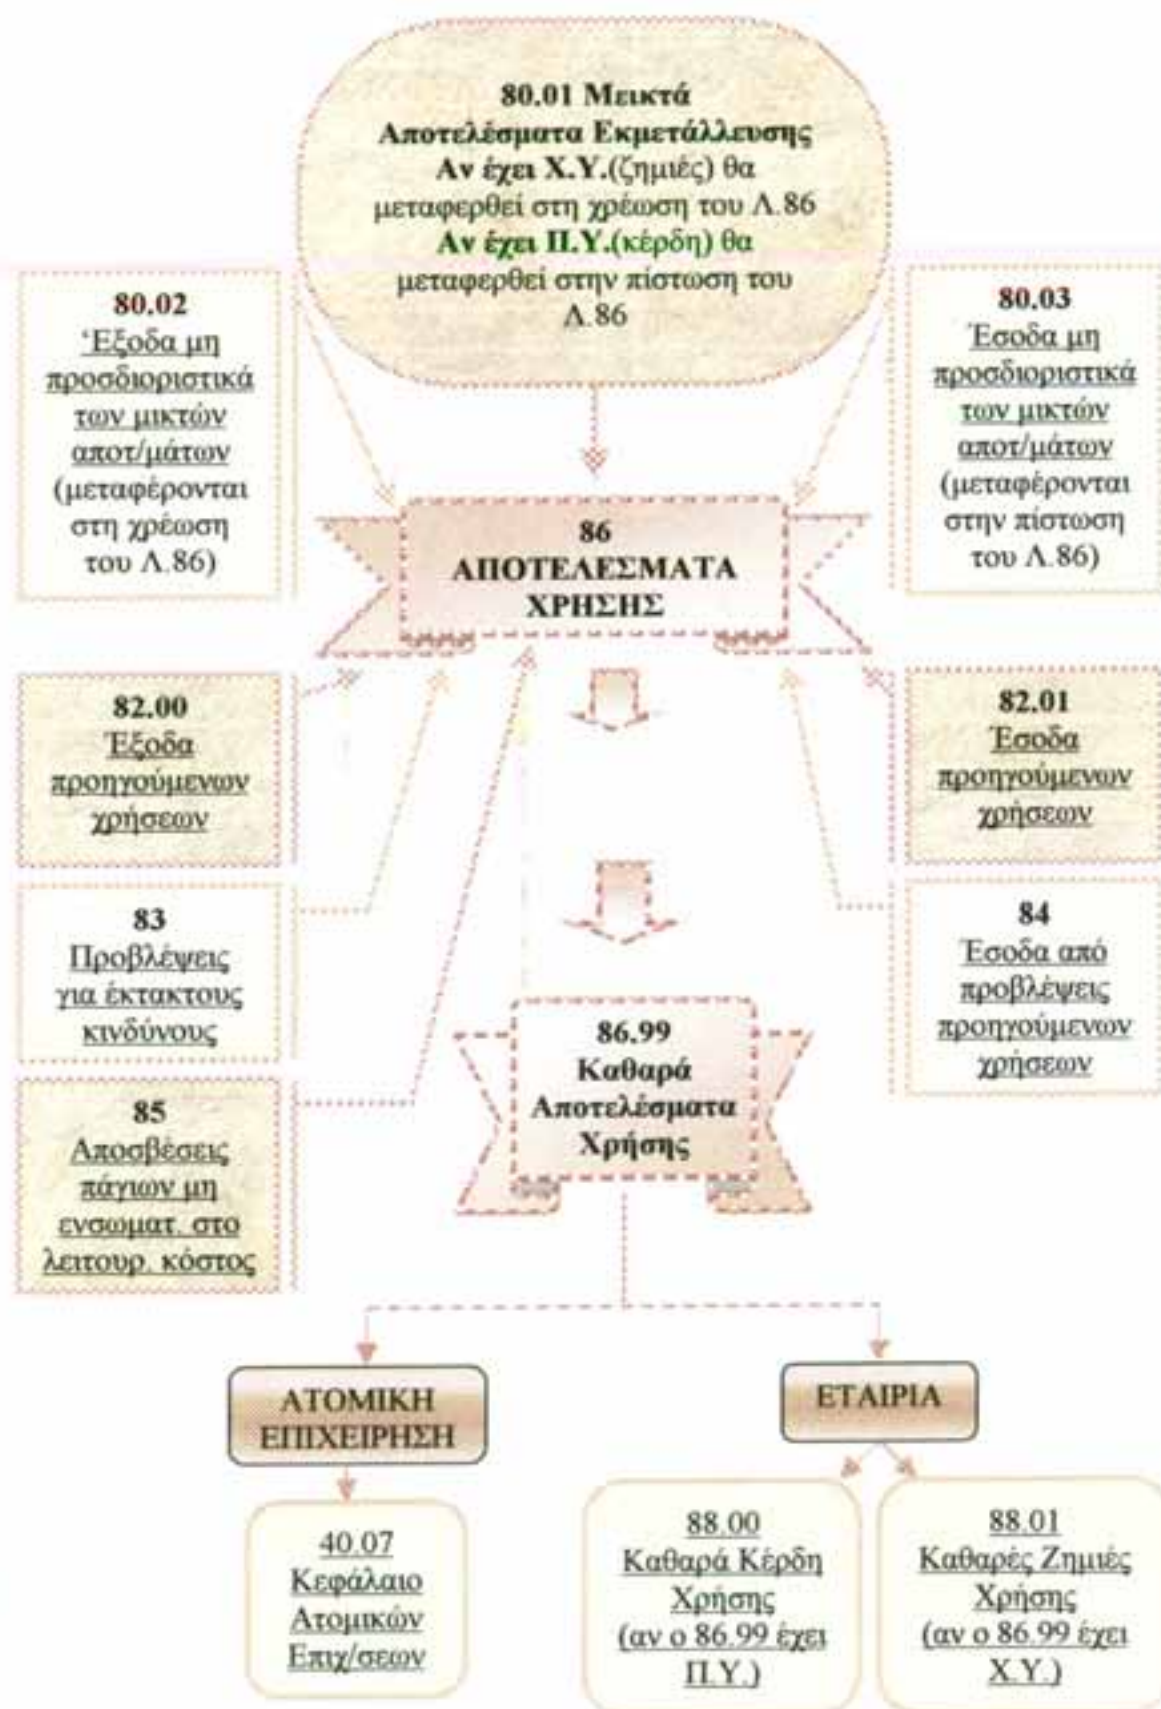 80.01 Μεικτά
Αποτελέσματα Εκμετάλλευσης
Αν έχει Χ.Υ.(ζημιές) θα
μεταφερθεί στη χρέωση του Λ.86
Αν έχει Π.Υ.(κέρδη) θα
μεταφερθεί στην πίστωση του
Λ.86
80.02
‘Εξοδα μη
προσδιοριστικά
των μικτών
αποτ/μάτων
(μεταφέρονται
στη χρέωση
του Λ.86)
80.03
Έσοδα μη
προσδιοριστικά
των μικτών
αποτ/μάτων
(μεταφέρονται
στην πίστωση
του Λ.86)
86
ΑΠΟΤΕΛΕΣΜΑΤΑ
ΧΡΗΣΗΣ
82.00
Έξοδα
προηγούμενων
χρήσεων
82.01
Έσοδα
προηγούμενων
χρήσεων
83
Προβλέψεις
για έκτακτους
κινδύνους
84
Έσοδα από
προβλέψεις
προηγούμενων
χρήσεων
85
Αποσβέσεις
πάγιων μη
ενσωματ. στο
λειτουρ. κόστος
86.99
Καθαρά
Αποτελέσματα
Χρήσης
ΑΤΟΜΙΚΗ
ΕΠΙΧΕΙΡΗΣΗ
ΕΤΑΙΡΙΑ
40.07
Κεφάλαιο
Ατομικών
Επιχ/σεων
88.00
Καθαρά Κέρδη
Χρήσης
(αν ο 86.99 έχει
Π.Υ.)
88.01
Καθαρές Ζημιές
Χρήσης
(αν ο 86.99 έχει
Χ.Υ.)